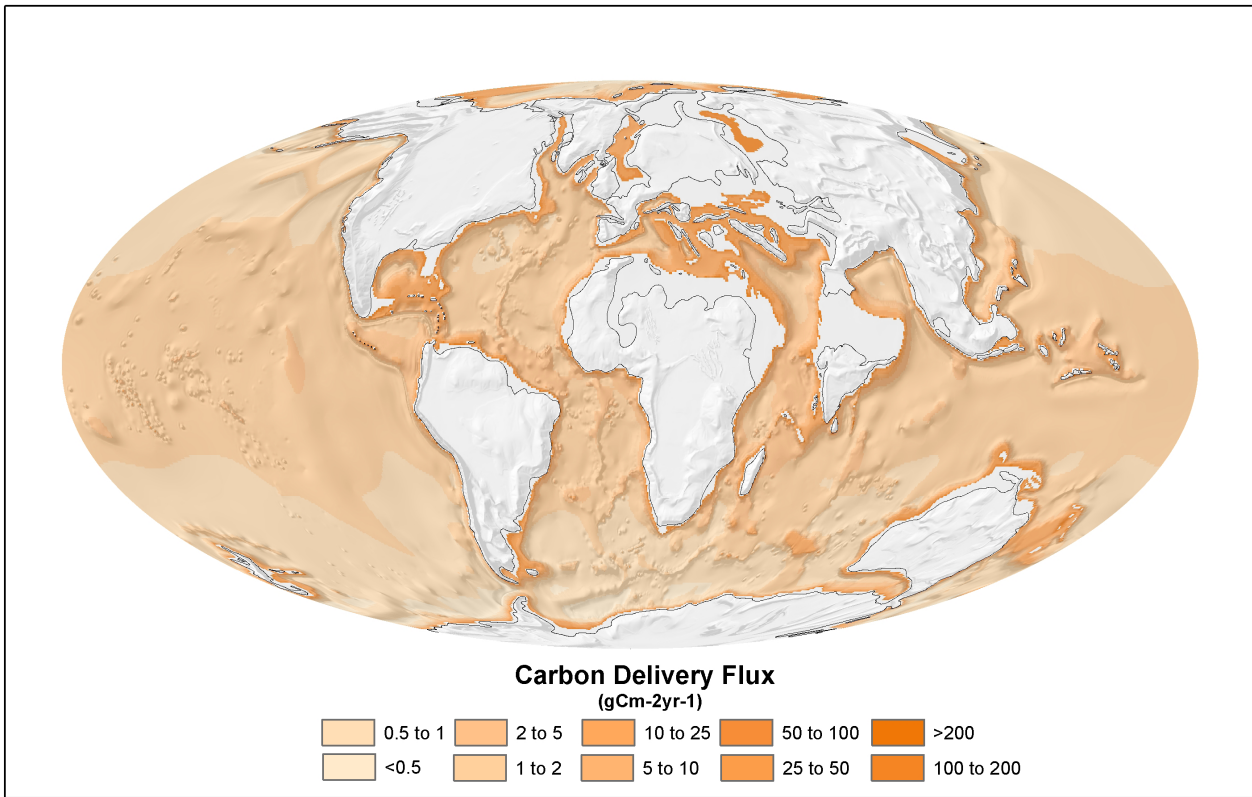 Carbon Delivery Flux
(gCm-2yr-1)
0.5 to 1 2 to 5 10 to 25 50 to 100 >200
<0.5 1 to 2 5 to 10 25 to 50 100 to 200